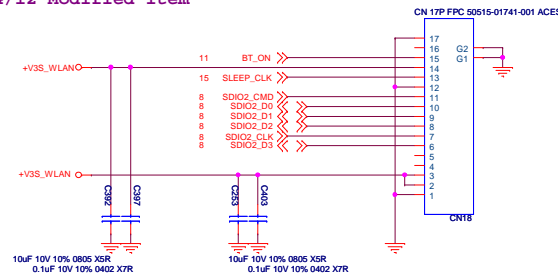 Modified Item
CN 17P FPC 50515-01741-001 ACES
17
16
11 BT_ON 15
G2
G1
+V3S_WLAN 14
15 SLEEP_CLK 13
12
8 SDIO2_CMD 11
8 SDIO2_D0 10
8 SDIO2_D1 9
8 SDIO2_D2 8
8 SDIO2_CLK 7
8 SDIO2_D3 6
5
4
+V3S_WLAN 3
2
1
C392
C397
C253
C403
CN18
10uF 10V 10% 0805 X5R
0.1uF 10V 10% 0402 X7R
10uF 10V 10% 0805 X5R
0.1uF 10V 10% 0402 X7R